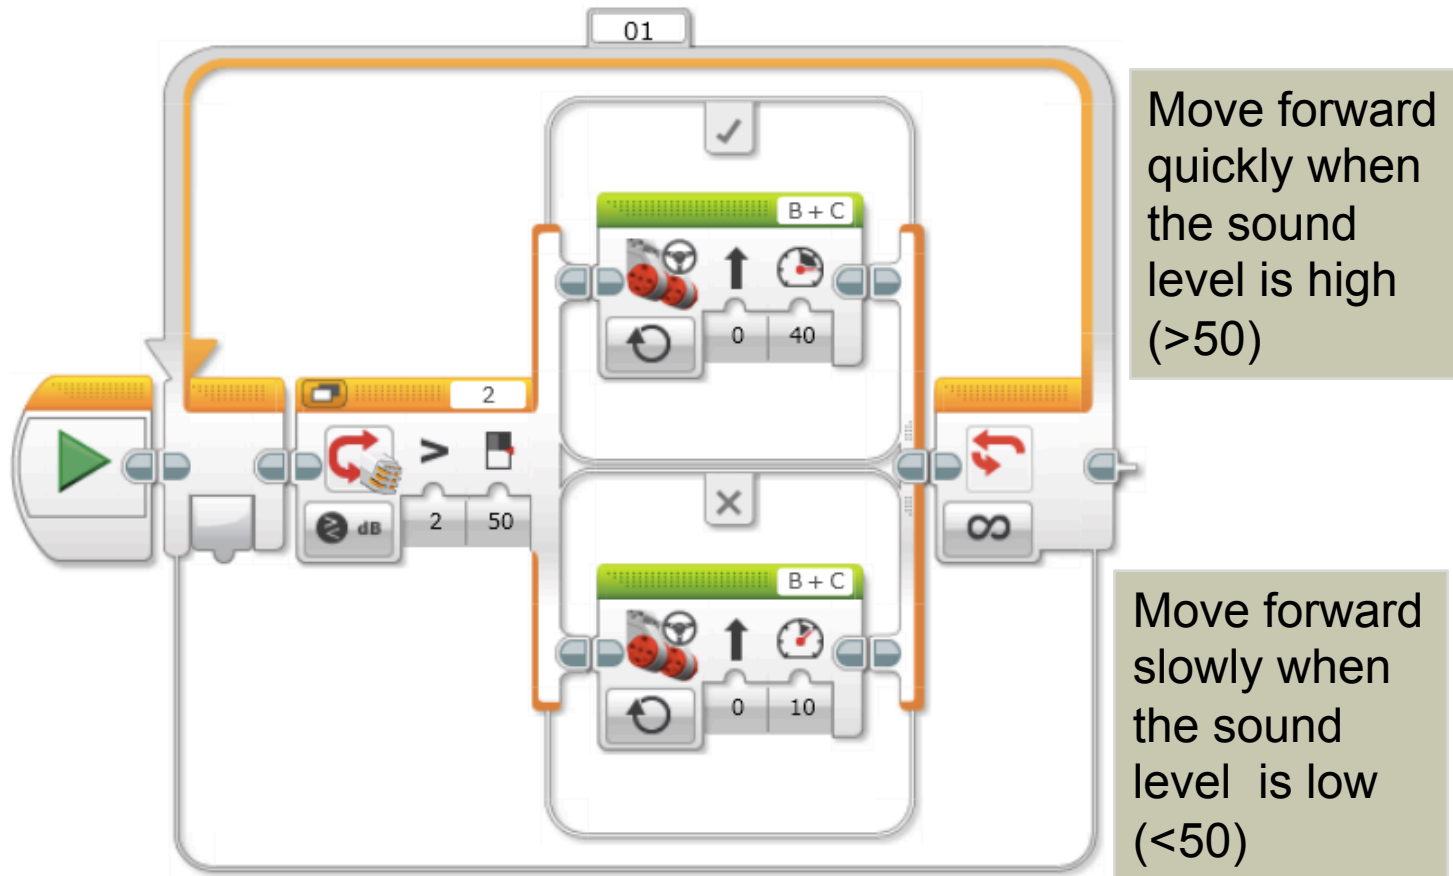 01
Move forward
quickly when
the sound
level is high
(>50)
B + C
0 40
2
>
dB 2 50
B + C
0 10
∞
Move forward
slowly when
the sound
level is low
(<50)